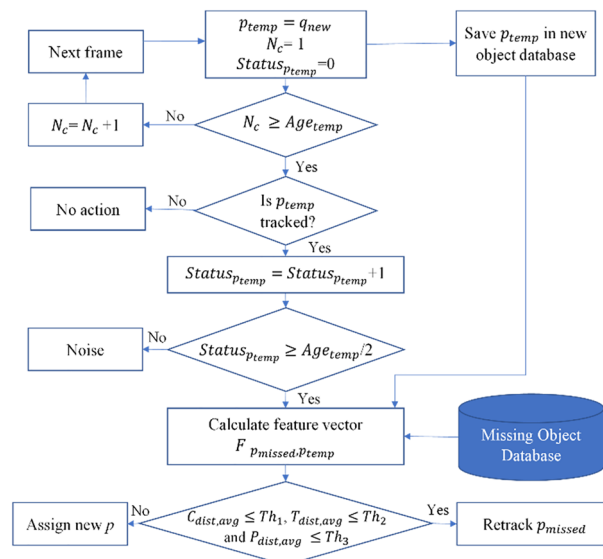 p_temp = q_new
N_c= 1
Status_p_temp=0
Save p_temp in new
object database
Next frame
N_c= N_c +1
No
N_c ≥ Age_temp
Yes
No action
No
Is p_temp
tracked?
Yes
Status_p_temp = Status_p_temp+1
Noise
No
Status_p_temp ≥ Age_temp/2
Yes
Calculate feature vector
F p_missed,p_temp
Missing Object
Database
Assign new p
No
C_dist,avg ≤ Th_1, T_dist,avg ≤ Th_2
and P_dist,avg ≤ Th_3
Yes
Retrack p_missed